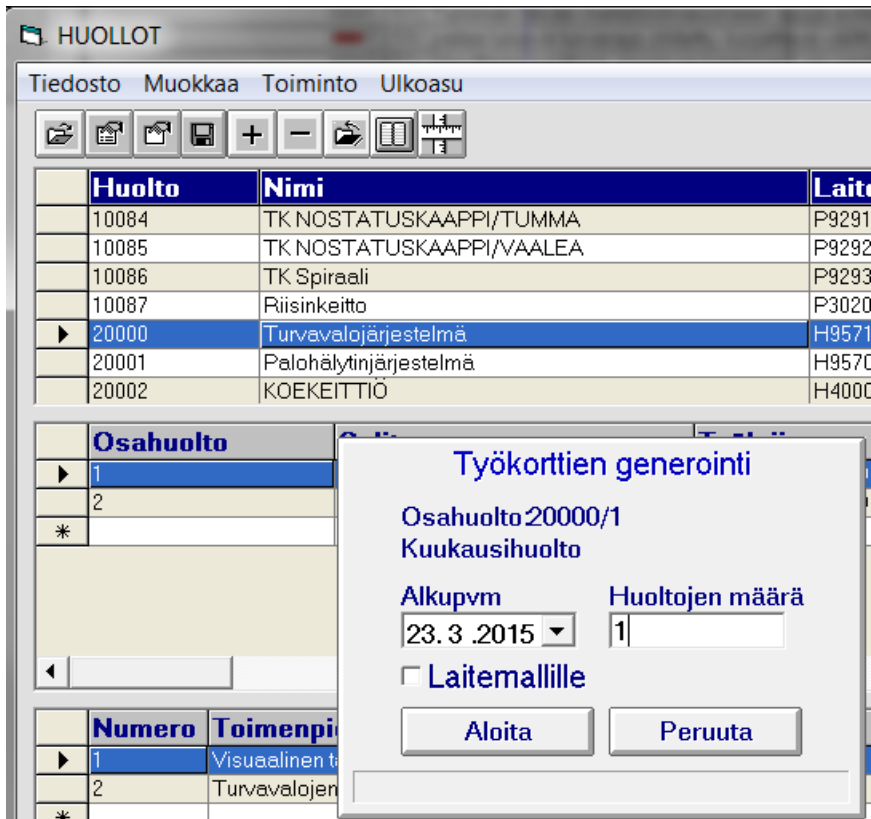 HUOLLOT
Tiedosto Muokkaa Toiminto Ulkoasu
Huolto Nimi
10084 TK NOSTATUSKAAPPI/TUMMA P9291
10085 TK NOSTATUSKAAPPI/VAALEA P9292
10086 TK Spiraali P9293
10087 Riisinkeitto P3020
20000 Turvavalojärjestelmä H9571
20001 Palohälytinjärjestelmä H9570
20002 KOEKEITTIÖ H4000
Osahuolto
1
2
Työkorttien generointi
Osahuolto:20000/1
Kuukausihuolto
Alkupvm Huoltojen määrä
23. 3 .2015 1
Laitemallille
Aloita Peruuta
Numero Toimenpi
1 Visuaalinen
2 Turvavalojen